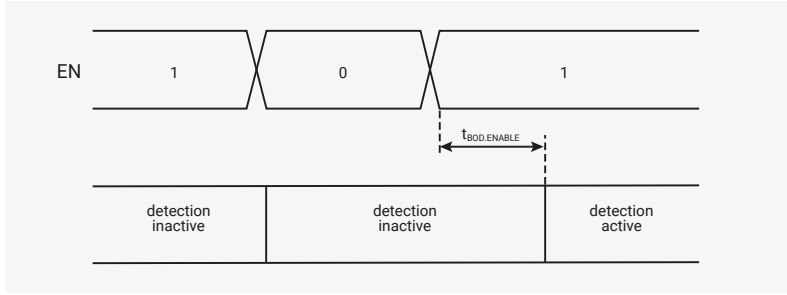 EN
1
0
1
tBOD.ENABLE
detection
inactive
detection
inactive
detection
active